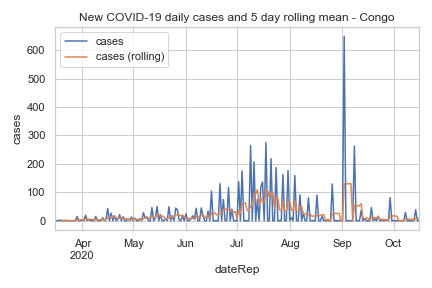 New COVID-19 daily cases and 5 day rolling mean - Congo
cases
cases (rolling)
600
500
400
300
200
100
0
cases
Apr May Jun Jul Aug Sep Oct
2020
dateRep